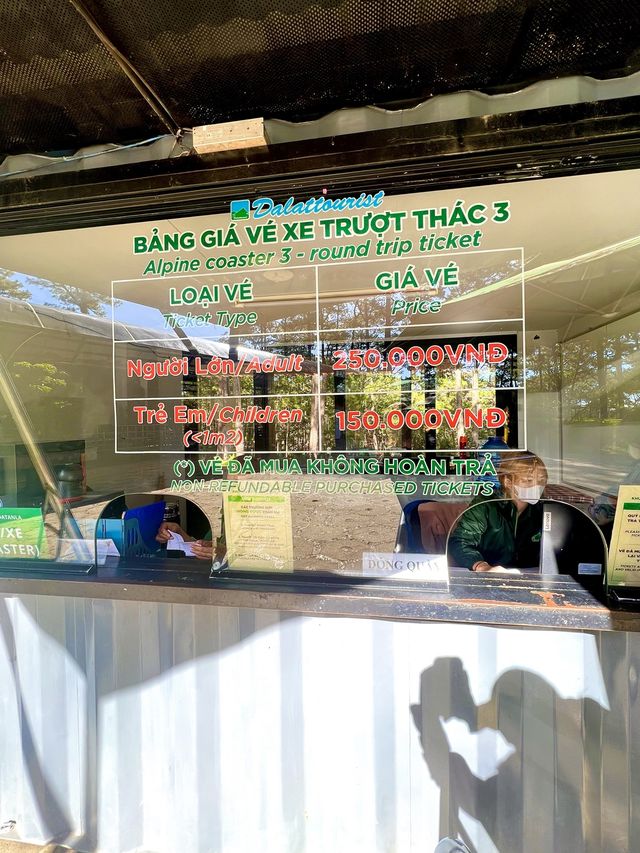 Dalattourist
BẢNG GIÁ VÉ XE TRƯỢT THÁC 3
Alpine coaster 3 - round trip ticket
LOẠI VÉ
Ticket Type
GIÁ VÉ
Price
Người Lớn/Adult
250.000VNĐ
Trẻ Em/Children
(<1m2)
150.000VNĐ
(*) VÉ ĐÃ MUA KHÔNG HOÀN TRẢ
NON-REFUNDABLE PURCHASED TICKETS
DATANLA
/XE
ASTER)
ĐÓNG QUẦY